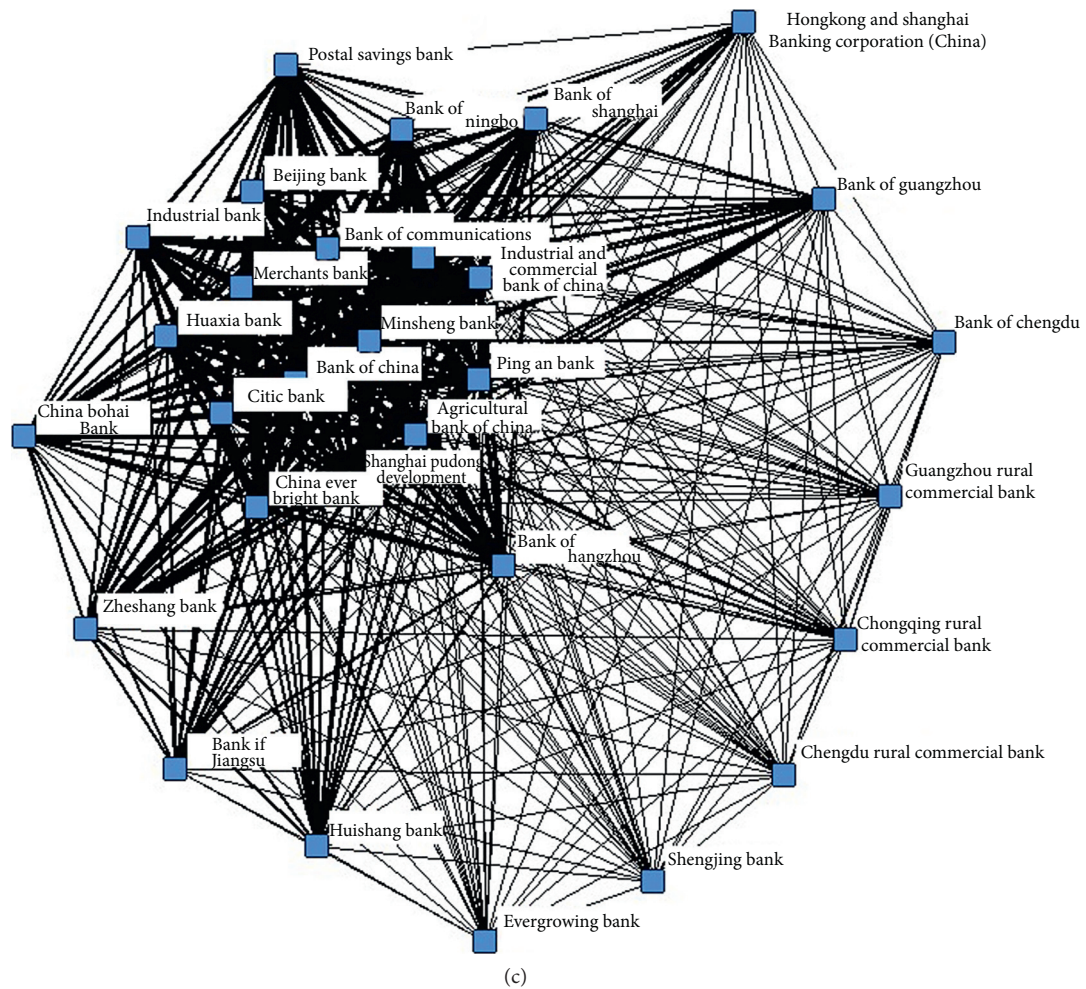 Hongkong and shanghai
Banking corporation (China)
Postal savings bank
Bank of
ningbo
Bank of
shanghai
Beijing bank
Bank of guangzhou
Industrial bank
Bank of communications
Industrial and
commercial
bank of china
Merchants bank
Huaxia bank
Minsheng bank
Bank of chengdu
Bank of china
Ping an bank
Citic bank
China bohai
Bank
Agricultural
bank of china
Shanghai pudong
development
China ever
bright bank
Guangzhou rural
commercial bank
Bank of
hangzhou
Zheshang bank
Chongqing rural
commercial bank
Bank if
Jiangsu
Chengdu rural commercial bank
Huishang bank
Shengjing bank
Evergrowing bank
(c)